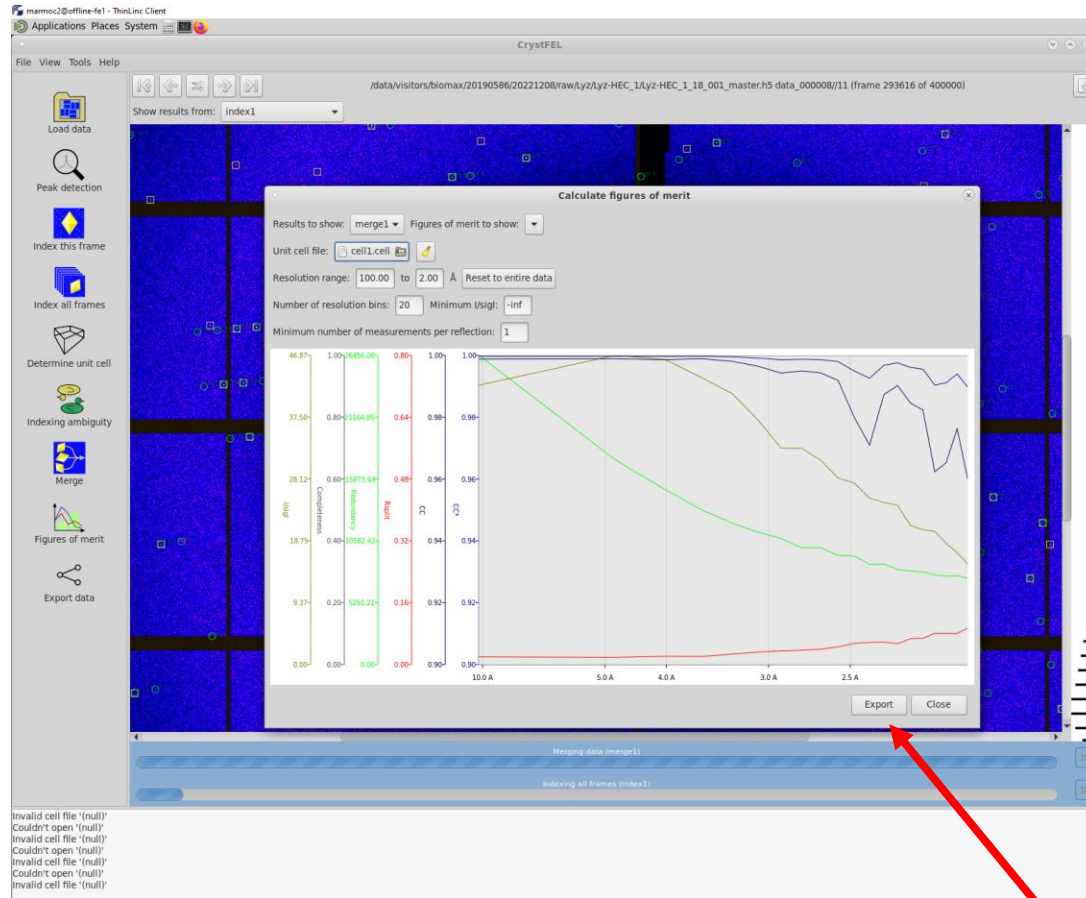 marmoc2@offline-fe1 - ThinLinc Client
Applications Places System
CrystFEL
File View Tools Help
/data/visitors/biomax/20190586/20221208/raw/Lyz/Lyz-HEC_1/Lyz-HEC_1_18_001_master.h5 data_000008//11 (frame 293616 of 400000)
Show results from: index1
Load data
Peak detection
Index this frame
Index all frames
Determine unit cell
Indexing ambiguity
Merge
Figures of merit
Export data
Calculate figures of merit
Results to show: merge1 Figures of merit to show:
Unit cell file: cell1.cell
Resolution range: 100.00 to 2.00 Å Reset to entire data
Number of resolution bins: 20 Minimum I/sigI: -inf
Minimum number of measurements per reflection: 1
46.87 1.00 26456.06 0.80 1.00 1.00
37.50 0.80 21164.85 0.64 0.98 0.98
28.12 0.60 15873.64 0.48 0.96 0.96
I/sigI Completeness Redundancy Rsplit CC CC*
18.75 0.40 10582.42 0.32 0.94 0.94
9.37 0.20 5291.21 0.16 0.92 0.92
0.00 0.00 0.00 0.00 0.90 0.90
10.0 A 5.0 A 4.0 A 3.0 A 2.5 A
Export Close
Merging data (merge1)
Indexing all frames (index1)
Invalid cell file '(null)'
Couldn't open '(null)'
Invalid cell file '(null)'
Couldn't open '(null)'
Invalid cell file '(null)'
Couldn't open '(null)'
Invalid cell file '(null)'